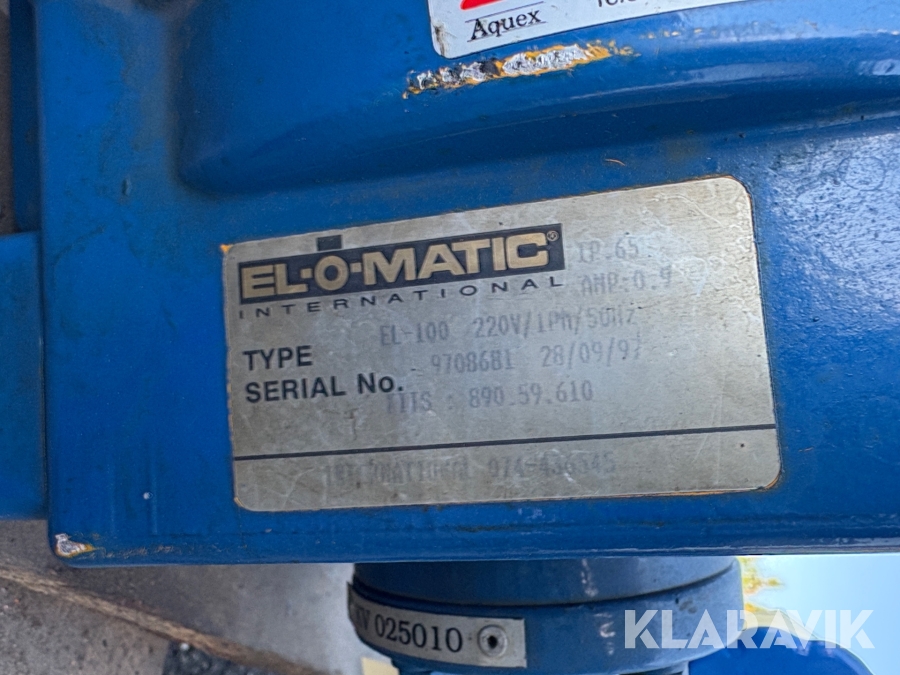 Aquex
EL-O-MATIC®
INTERNATIONAL
IP.65
AMP:0.9
TYPE EL-100 220V/1Ph/50Hz
SERIAL No. 9708681 28/09/97
: 890.59.610
025010
KLARAVIK